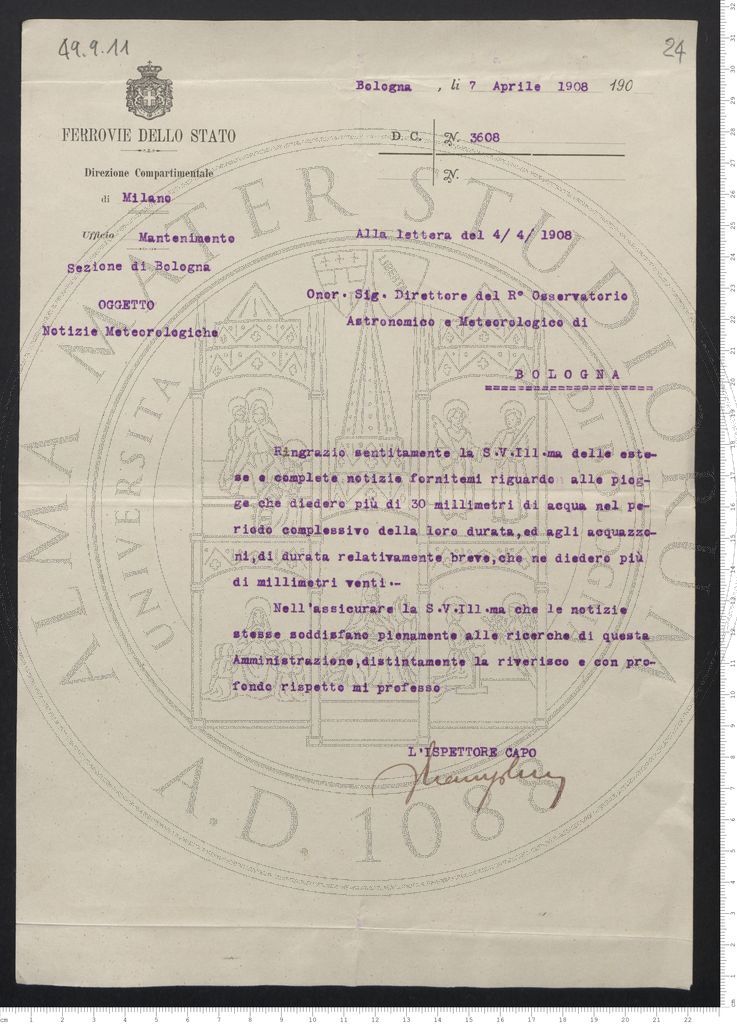 49.9.11
24
Bologna, li 7 Aprile 1908 190
FERROVIE DELLO STATO
D. C. N. 3608
N.
Direzione Compartimentale
di Milano
Ufficio Mantenimento
Sezione di Bologna
Alla lettera del 4/ 4/ 1908
OGGETTO
Notizie Meteorologiche
Onor. Sig. Direttore del R° Osservatorio
Astronomico e Meteorologico di
BOLOGNA
Ringrazio sentitamente la S.V.Ill.ma delle este-
se e complete notizie fornitemi riguardo alle piog-
ge che diedero più di 30 millimetri di acqua nel pe-
riodo complessivo della loro durata,ed agli acquazzo-
ni,di durata relativamente breve,che ne diedero più
di millimetri venti.-
Nell'assicurare la S.V.Ill.ma che le notizie
stesse soddisfano pienamente alle ricerche di questa
Amministrazione,distintamente la riverisco e con pro-
fondo rispetto mi professo
L'ISPETTORE CAPO
ALMA MATER STUDIORUM
UNIVERSITA
LIBERTAS
A.D. 1088